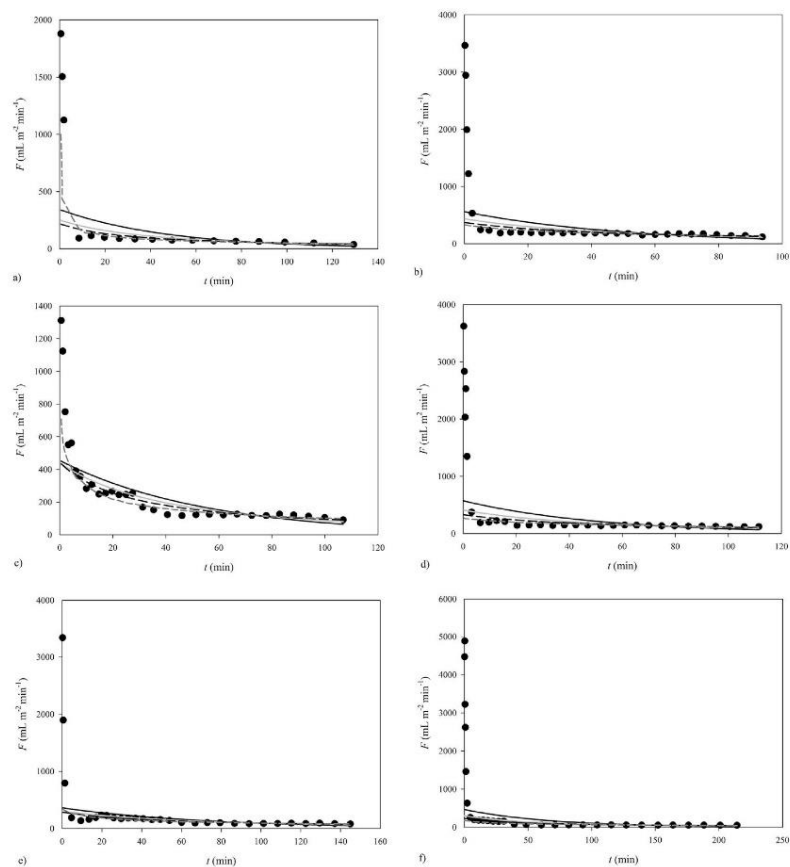 2000
1500
1000
500
0
F (mL m⁻² min⁻¹)
0 20 40 60 80 100 120 140
t (min)
a)
4000
3000
2000
1000
0
F (mL m⁻² min⁻¹)
0 20 40 60 80 100
t (min)
b)
1400
1200
1000
800
600
400
200
0
F (mL m⁻² min⁻¹)
0 20 40 60 80 100 120
t (min)
c)
4000
3000
2000
1000
0
F (mL m⁻² min⁻¹)
0 20 40 60 80 100 120
t (min)
d)
4000
3000
2000
1000
0
F (mL m⁻² min⁻¹)
0 20 40 60 80 100 120 140 160
t (min)
e)
6000
5000
4000
3000
2000
1000
0
F (mL m⁻² min⁻¹)
0 50 100 150 200 250
t (min)
f)